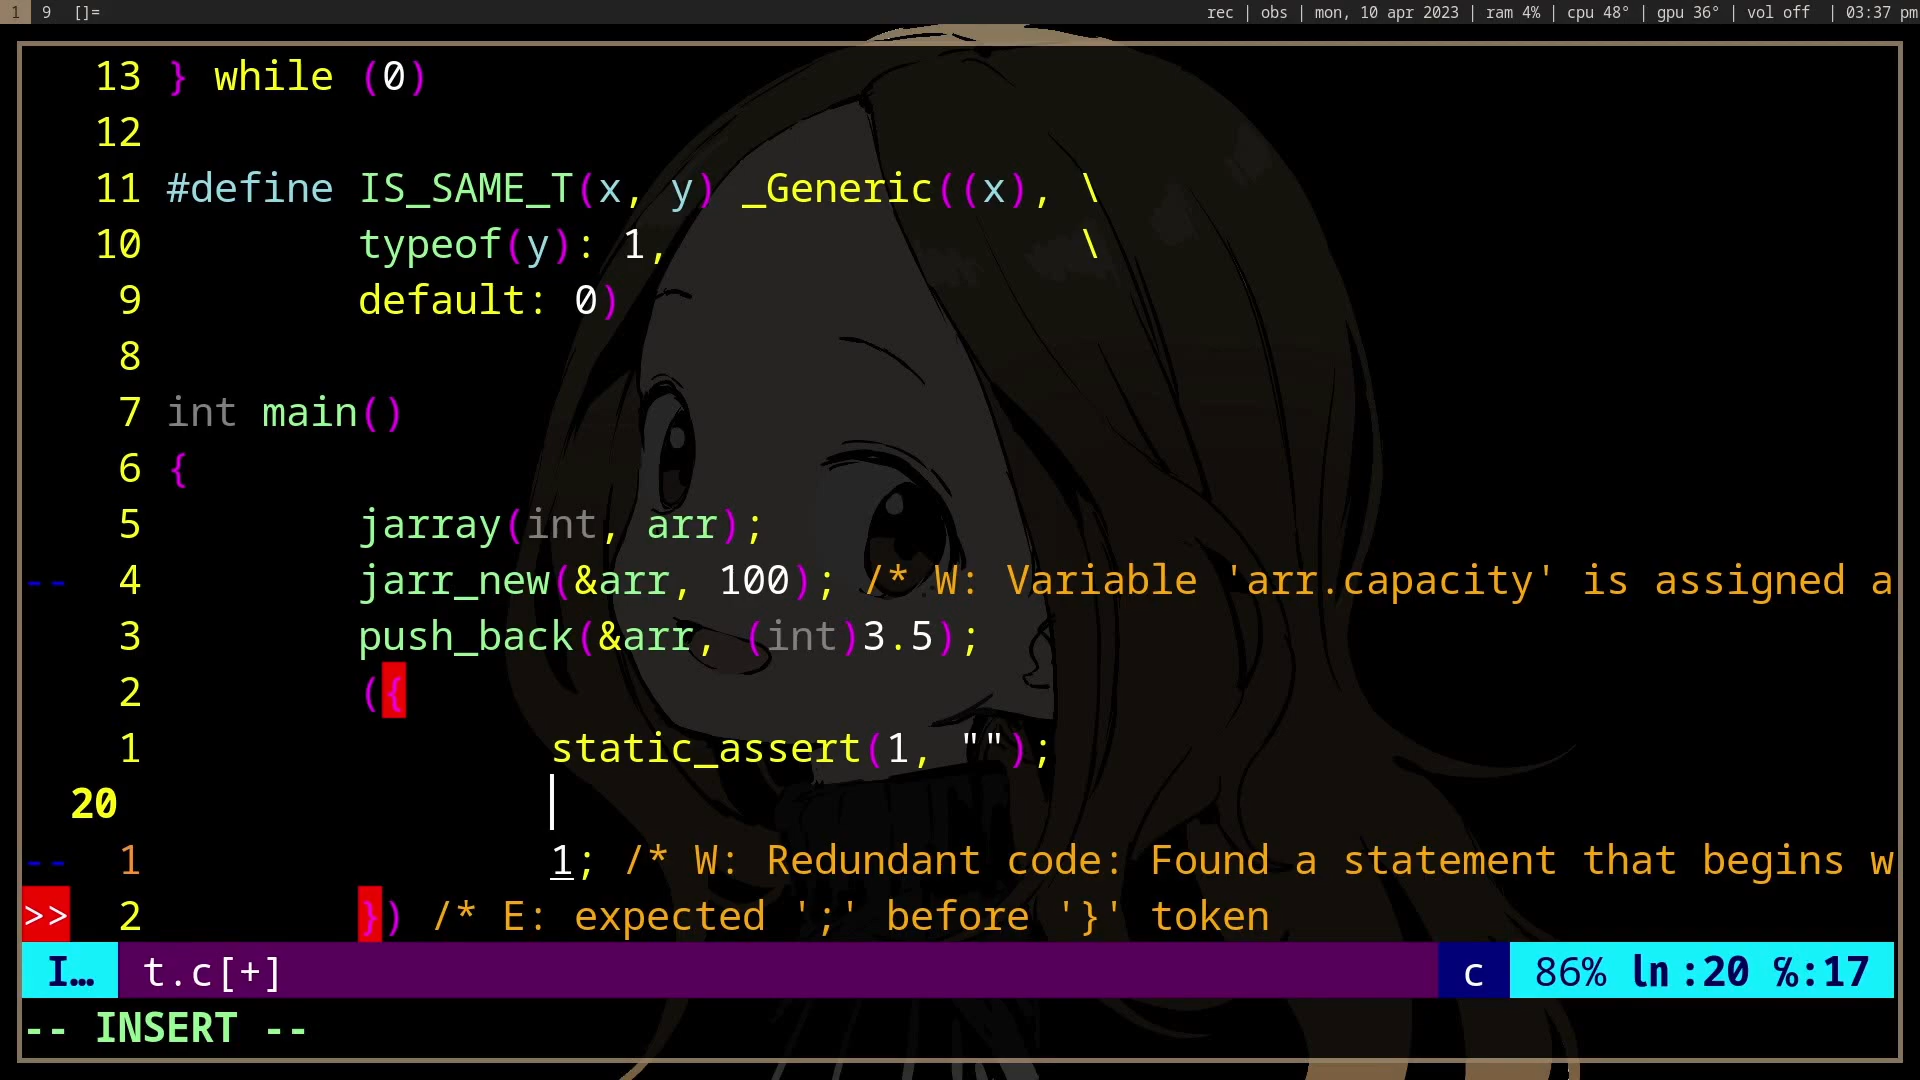 1 9 []= rec | obs | mon, 10 apr 2023 | ram 4% | cpu 48° | gpu 36° | vol off | 03:37 pm
13 } while (0)
12
11 #define IS_SAME_T(x, y) _Generic((x), \
10 typeof(y): 1, \
9 default: 0)
8
7 int main()
6 {
5 jarray(int, arr);
-- 4 jarr_new(&arr, 100); /* W: Variable 'arr.capacity' is assigned a
3 push_back(&arr, (int)3.5);
2 ({
1 static_assert(1, "");
20
-- 1 1; /* W: Redundant code: Found a statement that begins w
>> 2 }) /* E: expected ';' before '}' token
I… t.c[+] c 86% ln :20 ℅:17
-- INSERT --